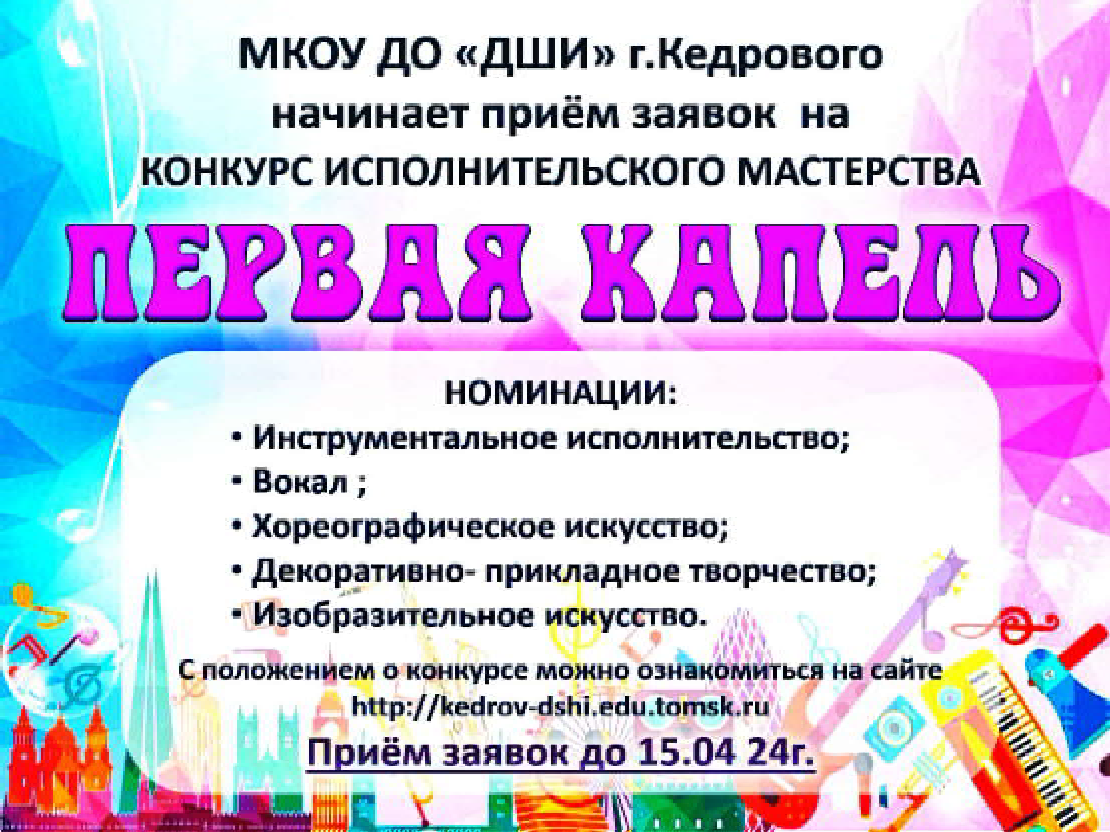 МКОУ ДО «ДШИ» г.Кедрового
начинает приём заявок на
КОНКУРС ИСПОЛНИТЕЛЬСКОГО МАСТЕРСТВА
ПЕРВАЯ КАПЕЛЬ
НОМИНАЦИИ:
• Инструментальное исполнительство;
• Вокал ;
• Хореографическое искусство;
• Декоративно- прикладное творчество;
• Изобразительное искусство.
С положением о конкурсе можно ознакомиться на сайте
http://kedrov-dshi.edu.tomsk.ru
Приём заявок до 15.04 24г.